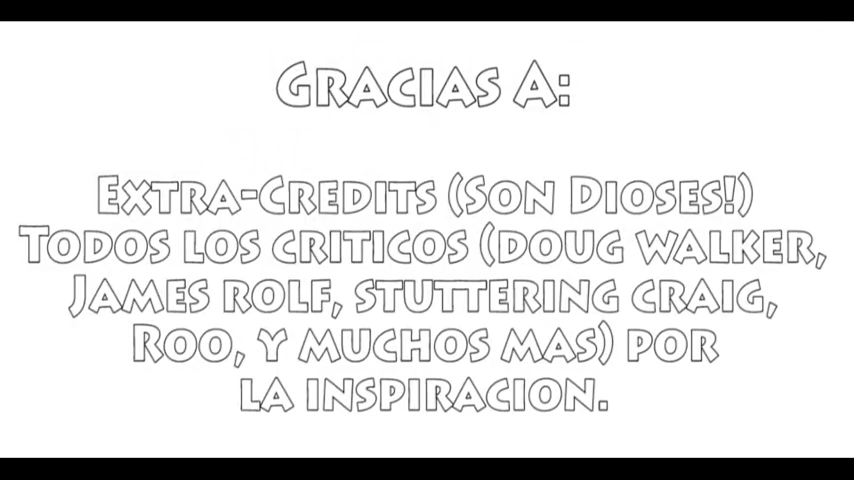 Gracias A:
Extra-Credits (Son Dioses!)
Todos los criticos (doug walker,
James rolf, stuttering craig,
Roo, y muchos mas) por
la inspiracion.